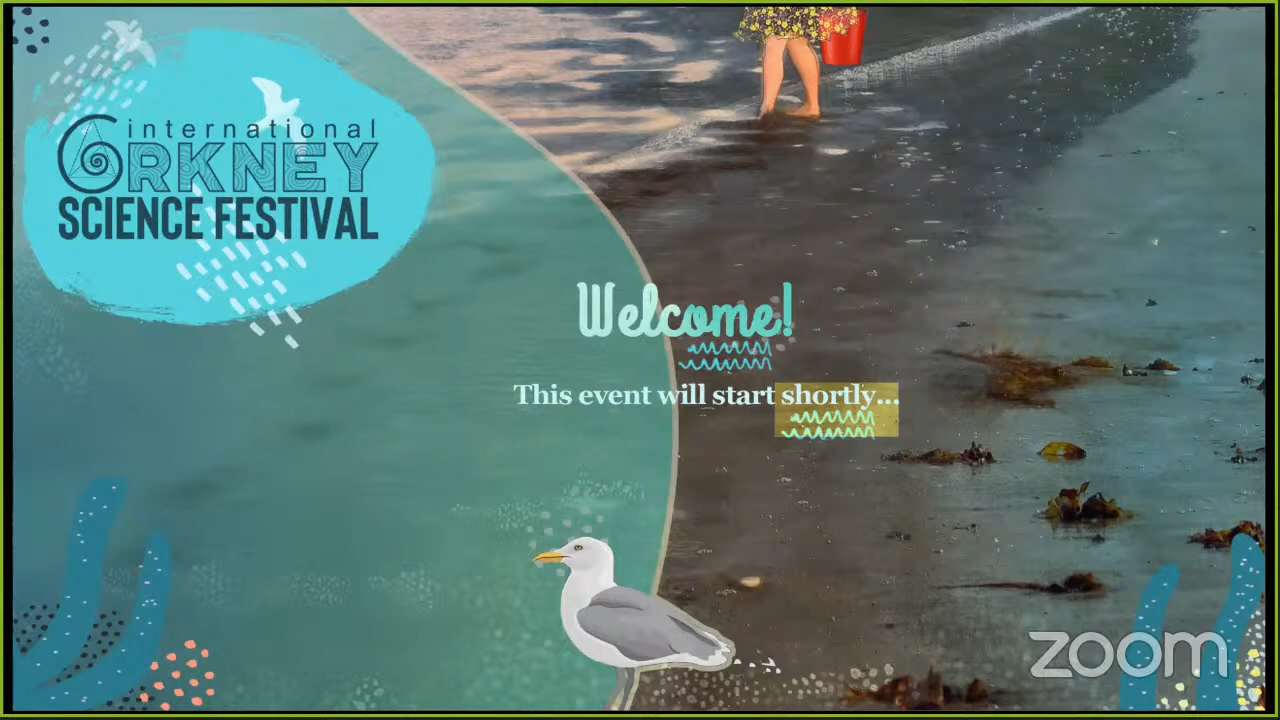 international
ORKNEY
SCIENCE FESTIVAL
Welcome!
This event will start shortly...
zoom